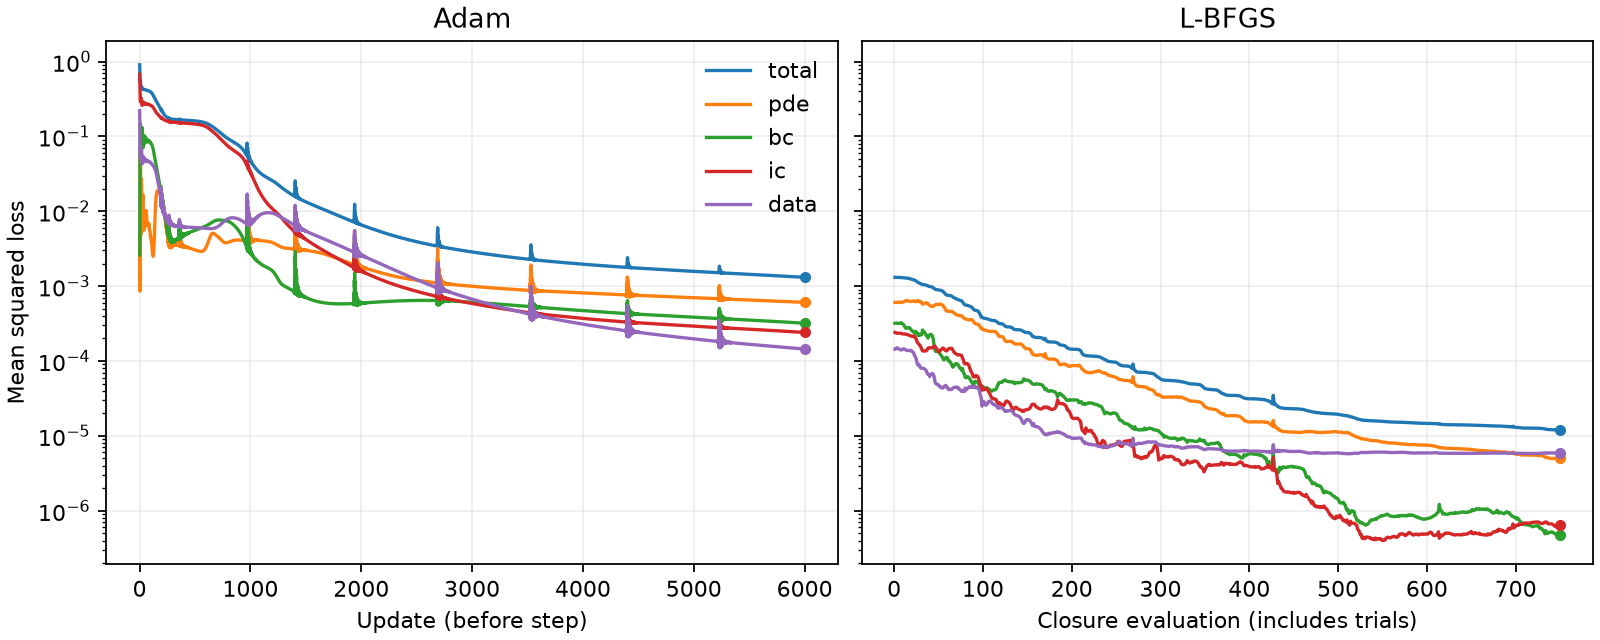 Adam
L-BFGS
Mean squared loss
10^0
10^-1
10^-2
10^-3
10^-4
10^-5
10^-6
total
pde
bc
ic
data
0 1000 2000 3000 4000 5000 6000
0 100 200 300 400 500 600 700
Update (before step)
Closure evaluation (includes trials)